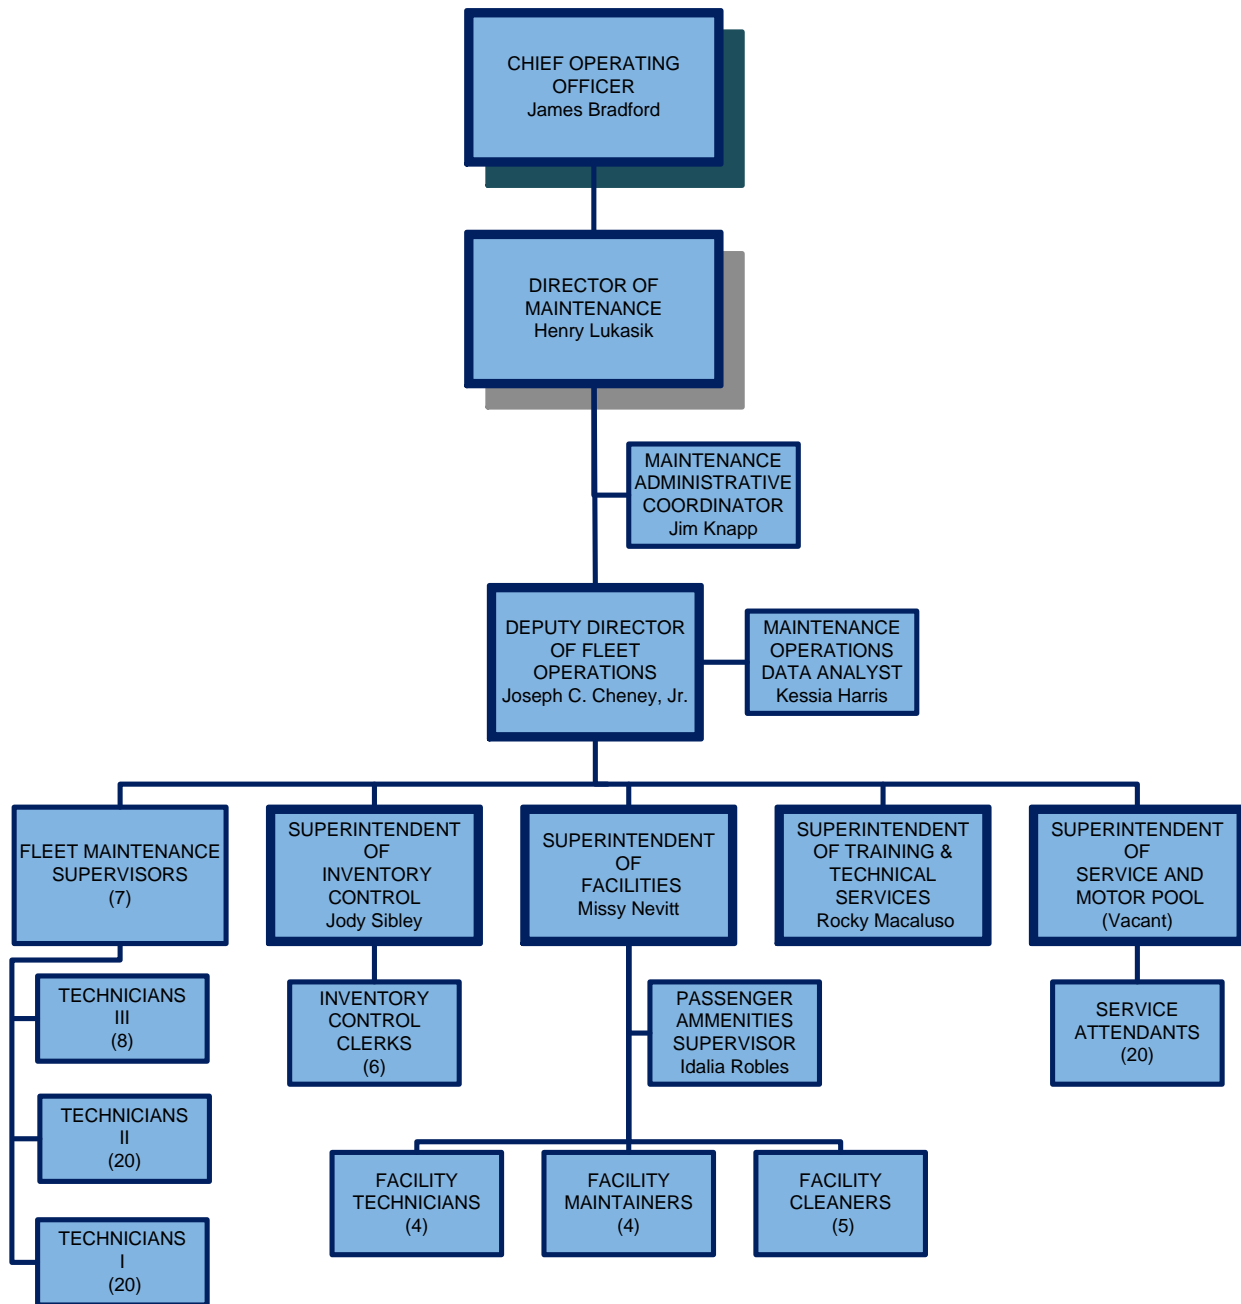 CHIEF OPERATING
OFFICER
James Bradford
DIRECTOR OF
MAINTENANCE
Henry Lukasik
MAINTENANCE
ADMINISTRATIVE
COORDINATOR
Jim Knapp
DEPUTY DIRECTOR
OF FLEET
OPERATIONS
Joseph C. Cheney, Jr.
MAINTENANCE
OPERATIONS
DATA ANALYST
Kessia Harris
FLEET MAINTENANCE
SUPERVISORS
(7)
SUPERINTENDENT
OF
INVENTORY
CONTROL
Jody Sibley
SUPERINTENDENT
OF
FACILITIES
Missy Nevitt
SUPERINTENDENT
OF TRAINING &
TECHNICAL
SERVICES
Rocky Macaluso
SUPERINTENDENT
OF
SERVICE AND
MOTOR POOL
(Vacant)
TECHNICIANS
III
(8)
INVENTORY
CONTROL
CLERKS
(6)
PASSENGER
AMMENITIES
SUPERVISOR
Idalia Robles
SERVICE
ATTENDANTS
(20)
TECHNICIANS
II
(20)
FACILITY
TECHNICIANS
(4)
FACILITY
MAINTAINERS
(4)
FACILITY
CLEANERS
(5)
TECHNICIANS
I
(20)